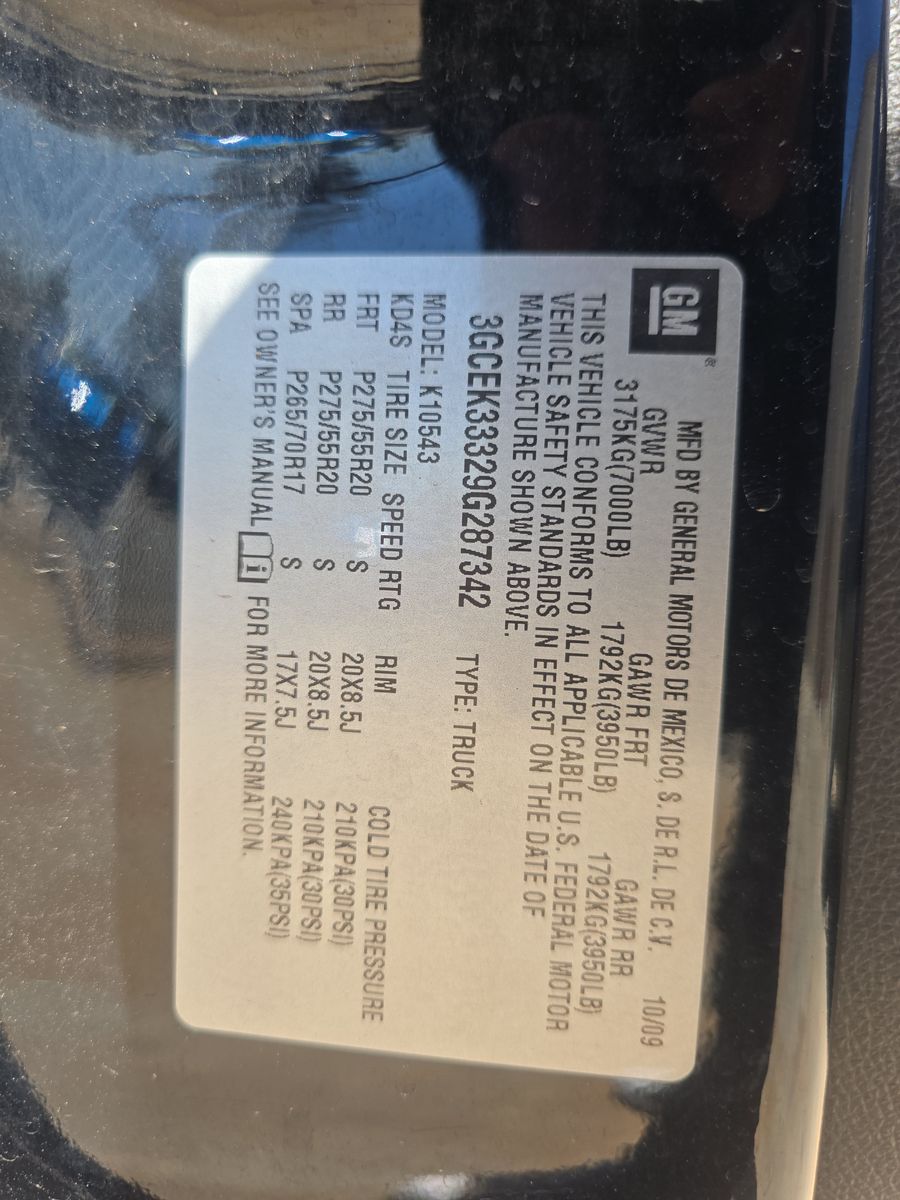 GM ®
MFD BY GENERAL MOTORS DE MEXICO, S. DE R.L. DE C.V. 10/09
GVWR GAWR FRT GAWR RR
3175KG(7000LB) 1792KG(3950LB) 1792KG(3950LB)
THIS VEHICLE CONFORMS TO ALL APPLICABLE U.S. FEDERAL MOTOR
VEHICLE SAFETY STANDARDS IN EFFECT ON THE DATE OF
MANUFACTURE SHOWN ABOVE.
3GCEK33329G287342 TYPE: TRUCK
MODEL: K10543
KD4S TIRE SIZE SPEED RTG RIM COLD TIRE PRESSURE
FRT P275/55R20 S 20X8.5J 210KPA(30PSI)
RR P275/55R20 S 20X8.5J 210KPA(30PSI)
SPA P265/70R17 S 17X7.5J 240KPA(35PSI)
SEE OWNER'S MANUAL i FOR MORE INFORMATION.